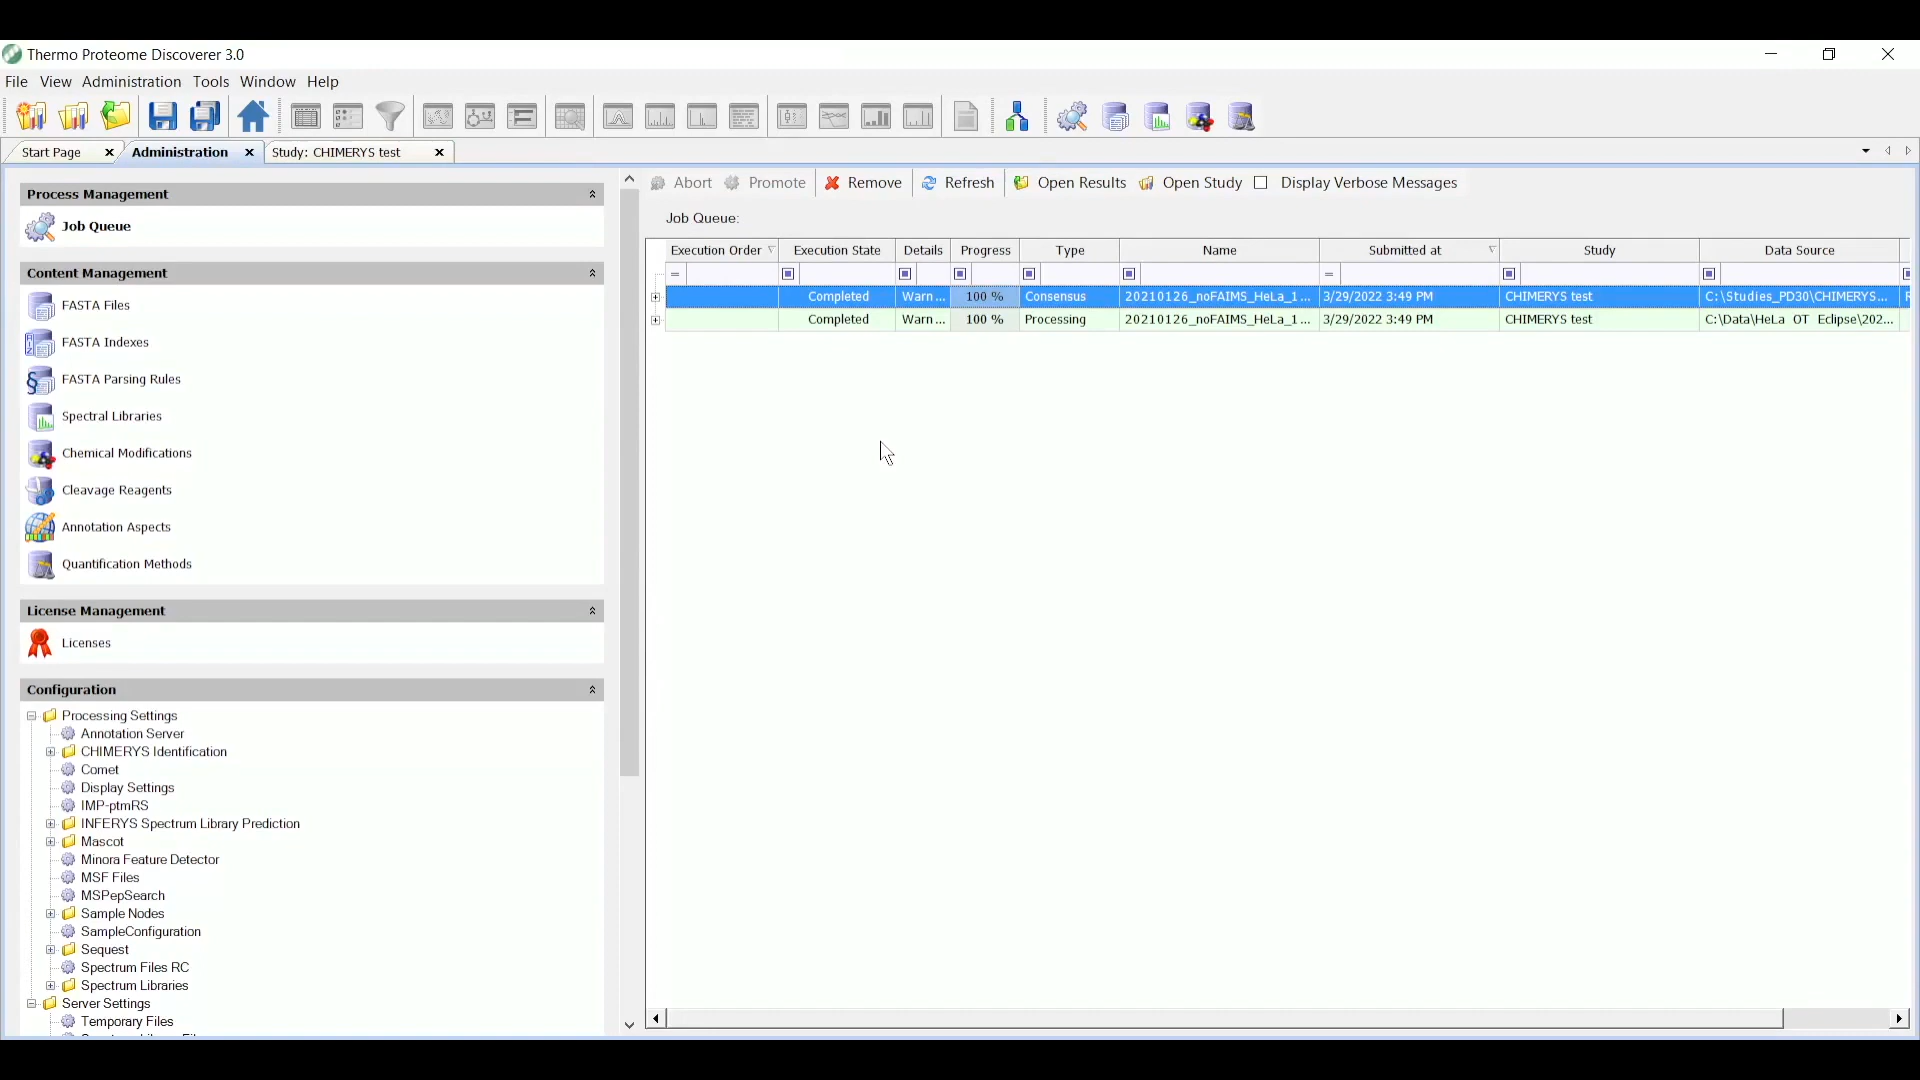 Thermo Proteome Discoverer 3.0
File View Administration Tools Window Help
Start Page Administration Study: CHIMERYS test
Process Management
Job Queue
Content Management
FASTA Files
FASTA Indexes
FASTA Parsing Rules
Spectral Libraries
Chemical Modifications
Cleavage Reagents
Annotation Aspects
Quantification Methods
License Management
Licenses
Configuration
Processing Settings
Annotation Server
CHIMERYS Identification
Comet
Display Settings
IMP-ptmRS
INFERYS Spectrum Library Prediction
Mascot
Minora Feature Detector
MSF Files
MSPepSearch
Sample Nodes
SampleConfiguration
Sequest
Spectrum Files RC
Spectrum Libraries
Server Settings
Temporary Files
Abort Promote Remove Refresh Open Results Open Study Display Verbose Messages
Job Queue:
Execution Order Execution State Details Progress Type Name Submitted at Study Data Source
= =
Completed Warn... 100 % Consensus 20210126_noFAIMS_HeLa_1... 3/29/2022 3:49 PM CHIMERYS test C:\Studies_PD30\CHIMERYS...
Completed Warn... 100 % Processing 20210126_noFAIMS_HeLa_1... 3/29/2022 3:49 PM CHIMERYS test C:\Data\HeLa OT Eclipse\202...